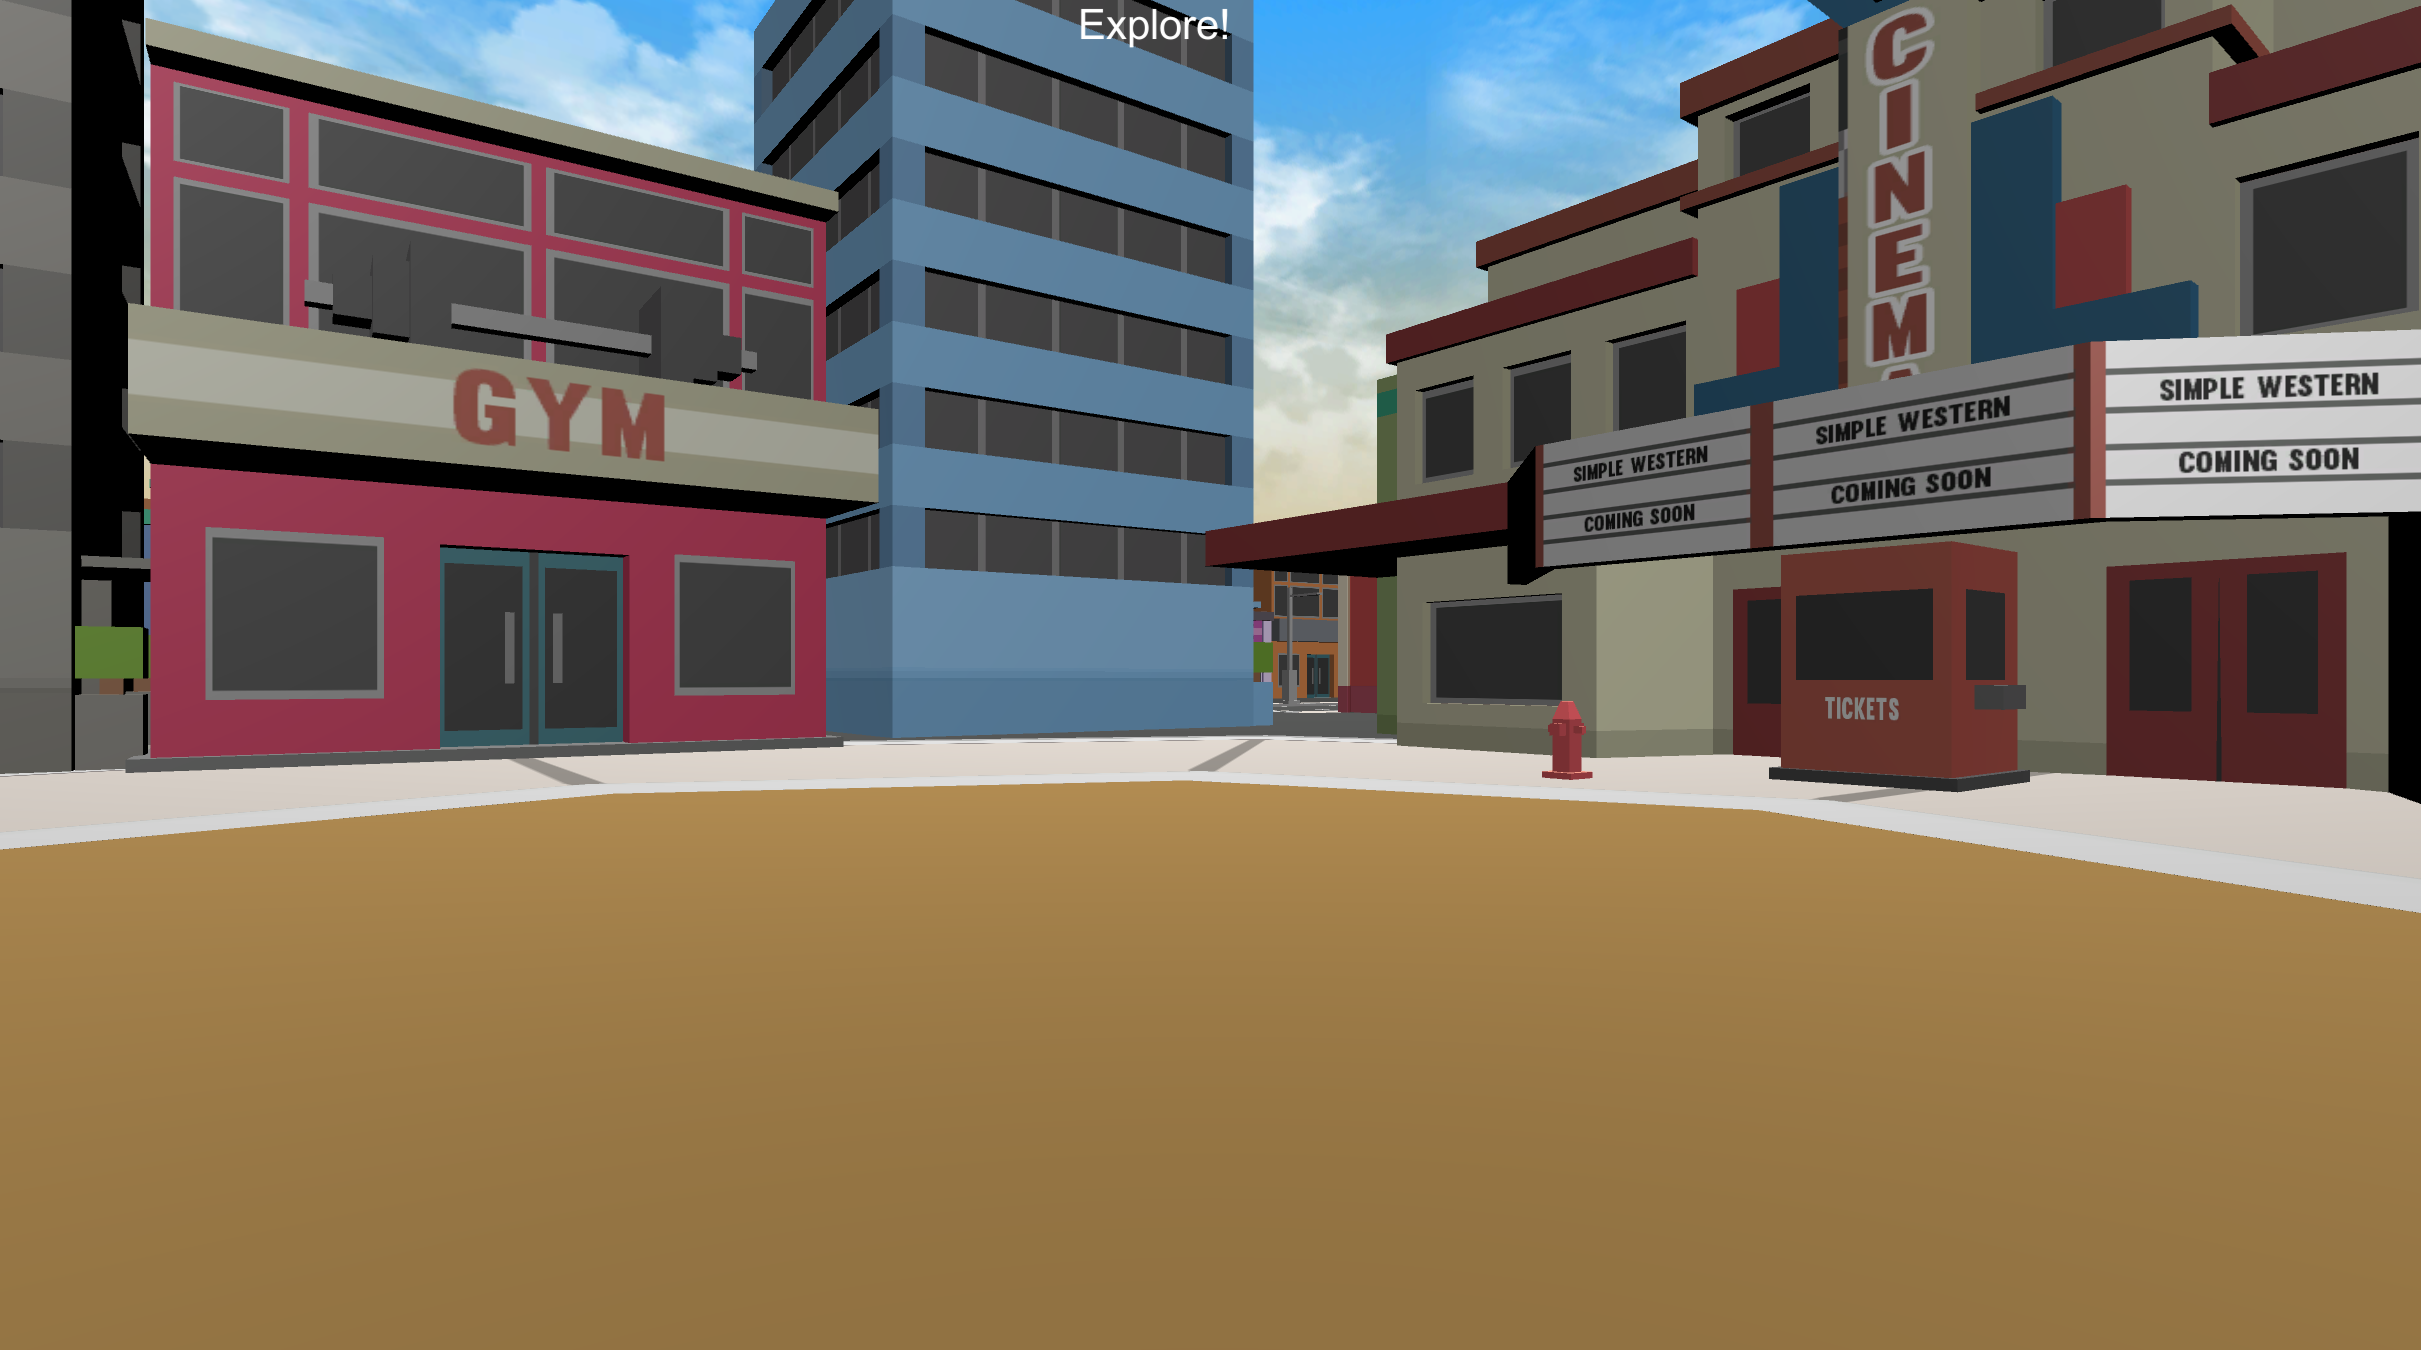 Explore!
GYM
CINEMA
SIMPLE WESTERN
COMING SOON
SIMPLE WESTERN
COMING SOON
SIMPLE WESTERN
COMING SOON
TICKETS